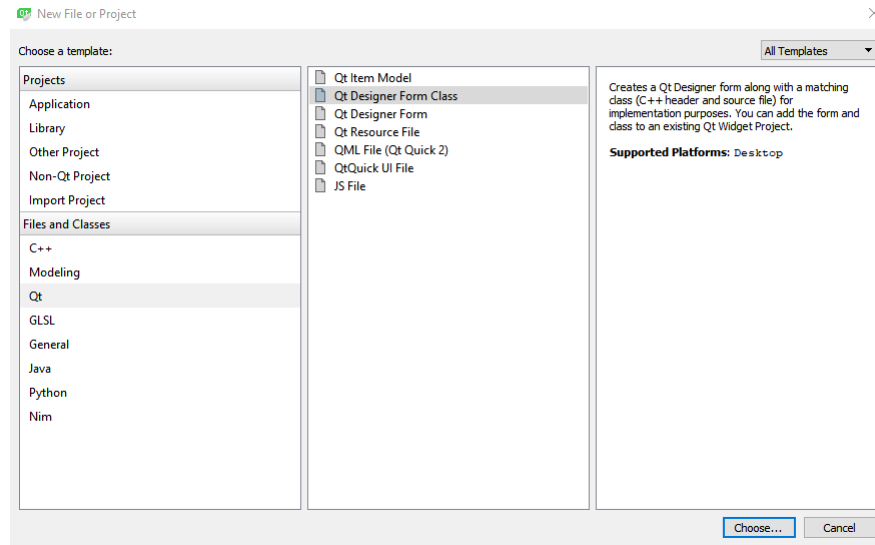 New File or Project
Choose a template:
All Templates
Projects
Application
Library
Other Project
Non-Qt Project
Import Project
Files and Classes
C++
Modeling
Qt
GLSL
General
Java
Python
Nim
Qt Item Model
Qt Designer Form Class
Qt Designer Form
Qt Resource File
QML File (Qt Quick 2)
QtQuick UI File
JS File
Creates a Qt Designer form along with a matching
class (C++ header and source file) for
implementation purposes. You can add the form and
class to an existing Qt Widget Project.
Supported Platforms: Desktop
Choose...
Cancel